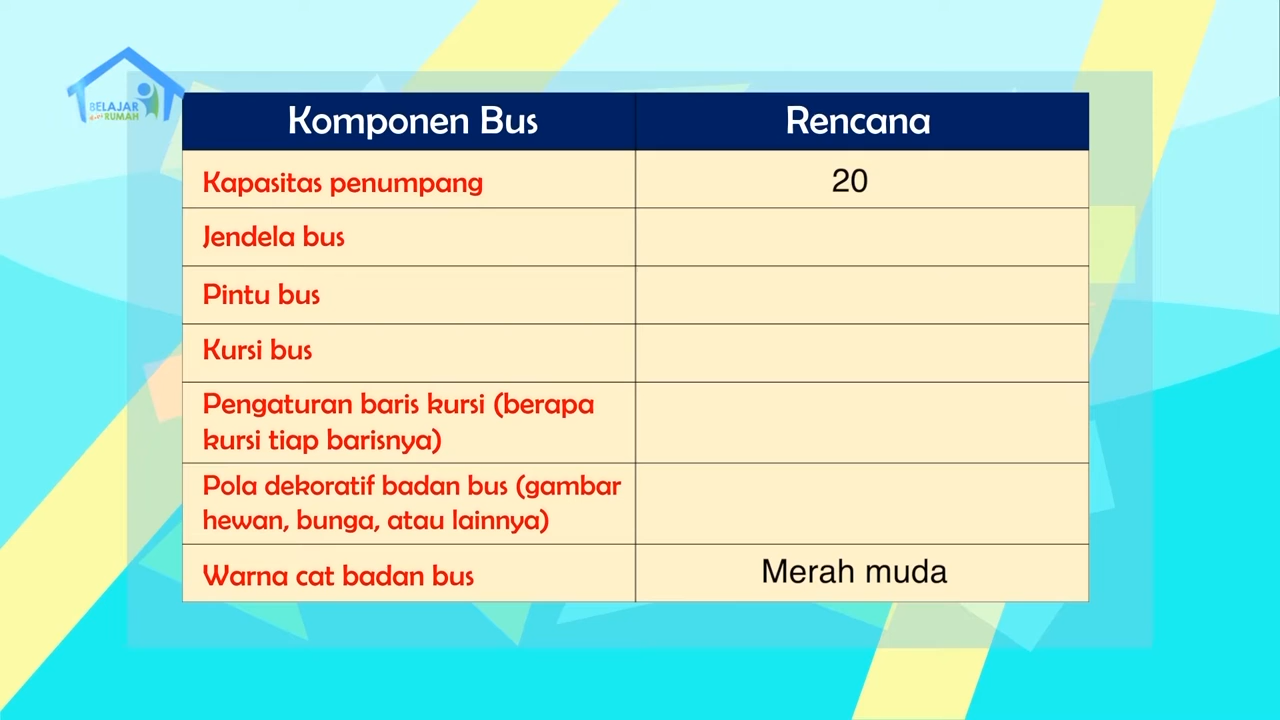 BELAJAR
dari RUMAH
Komponen Bus Rencana
Kapasitas penumpang 20
Jendela bus
Pintu bus
Kursi bus
Pengaturan baris kursi (berapa
kursi tiap barisnya)
Pola dekoratif badan bus (gambar
hewan, bunga, atau lainnya)
Warna cat badan bus Merah muda